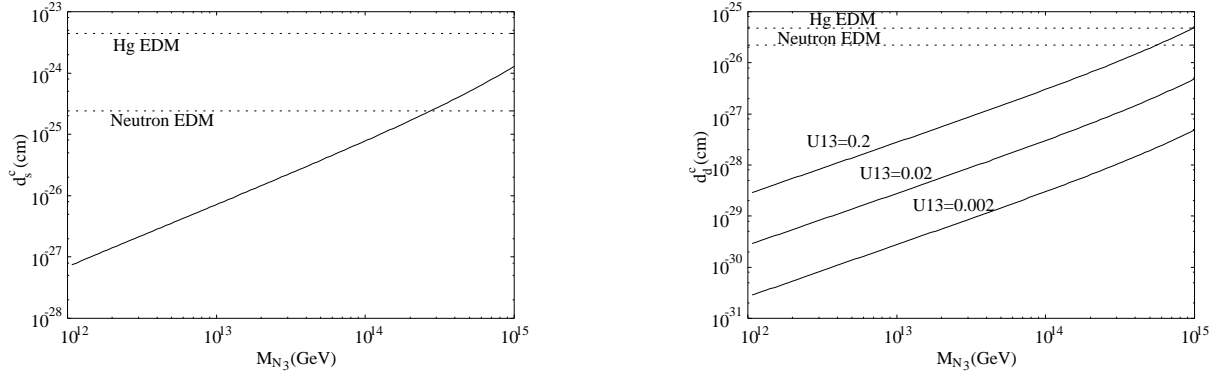 10^-23
Hg EDM
10^-24
Neutron EDM
10^-25
10^-26
10^-27
10^-28
d_s^c (cm)
10^12 10^13 10^14 10^15
M_N_3 (GeV)
10^-25
Hg EDM
Neutron EDM
10^-26
10^-27
U13=0.2
10^-28
U13=0.02
10^-29
U13=0.002
10^-30
10^-31
d_d^c (cm)
10^12 10^13 10^14 10^15
M_N_3 (GeV)